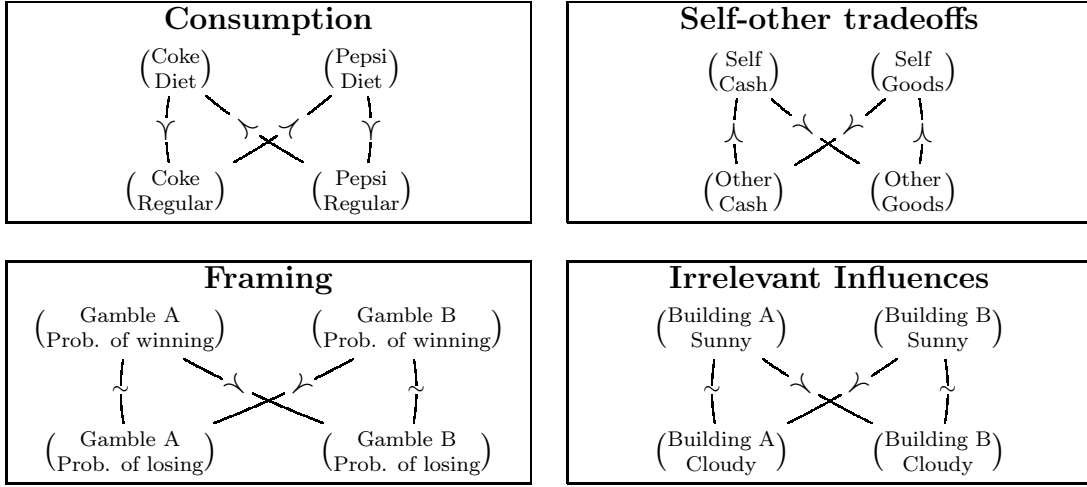 Consumption
(Coke Diet) (Pepsi Diet)
≻ ≻ ≻ ≻
(Coke Regular) (Pepsi Regular)
Self-other tradeoffs
(Self Cash) (Self Goods)
≻ ≻ ≻ ≻
(Other Cash) (Other Goods)
Framing
(Gamble A Prob. of winning) (Gamble B Prob. of winning)
∼ ≻ ≻ ∼
(Gamble A Prob. of losing) (Gamble B Prob. of losing)
Irrelevant Influences
(Building A Sunny) (Building B Sunny)
∼ ≻ ≻ ∼
(Building A Cloudy) (Building B Cloudy)